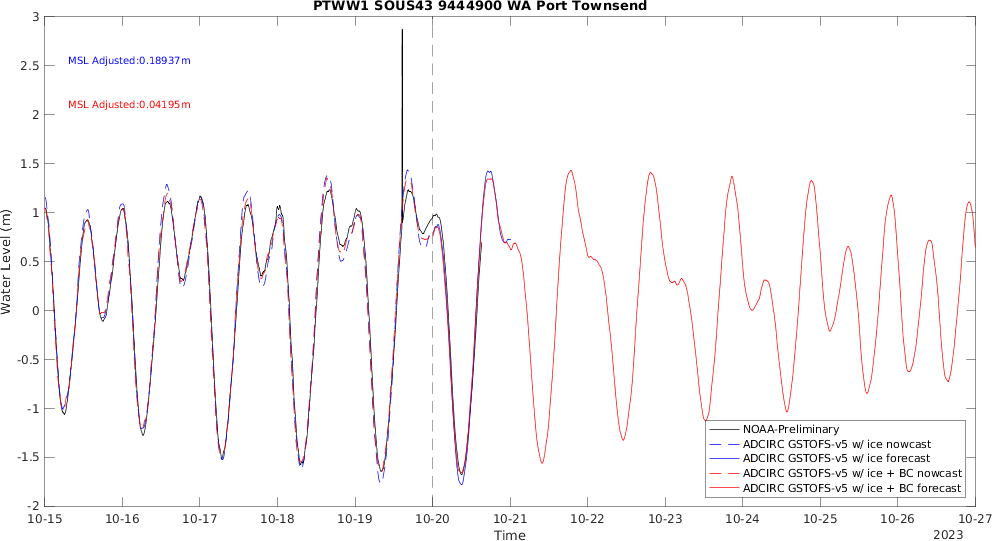 PTWW1 SOUS43 9444900 WA Port Townsend
3
2.5
2
1.5
1
0.5
0
-0.5
-1
-1.5
-2
Water Level (m)
MSL Adjusted:0.18937m
MSL Adjusted:0.04195m
NOAA-Preliminary
ADCIRC GSTOFS-v5 w/ ice nowcast
ADCIRC GSTOFS-v5 w/ ice forecast
ADCIRC GSTOFS-v5 w/ ice + BC nowcast
ADCIRC GSTOFS-v5 w/ ice + BC forecast
10-15 10-16 10-17 10-18 10-19 10-20 10-21 10-22 10-23 10-24 10-25 10-26 10-27
Time
2023